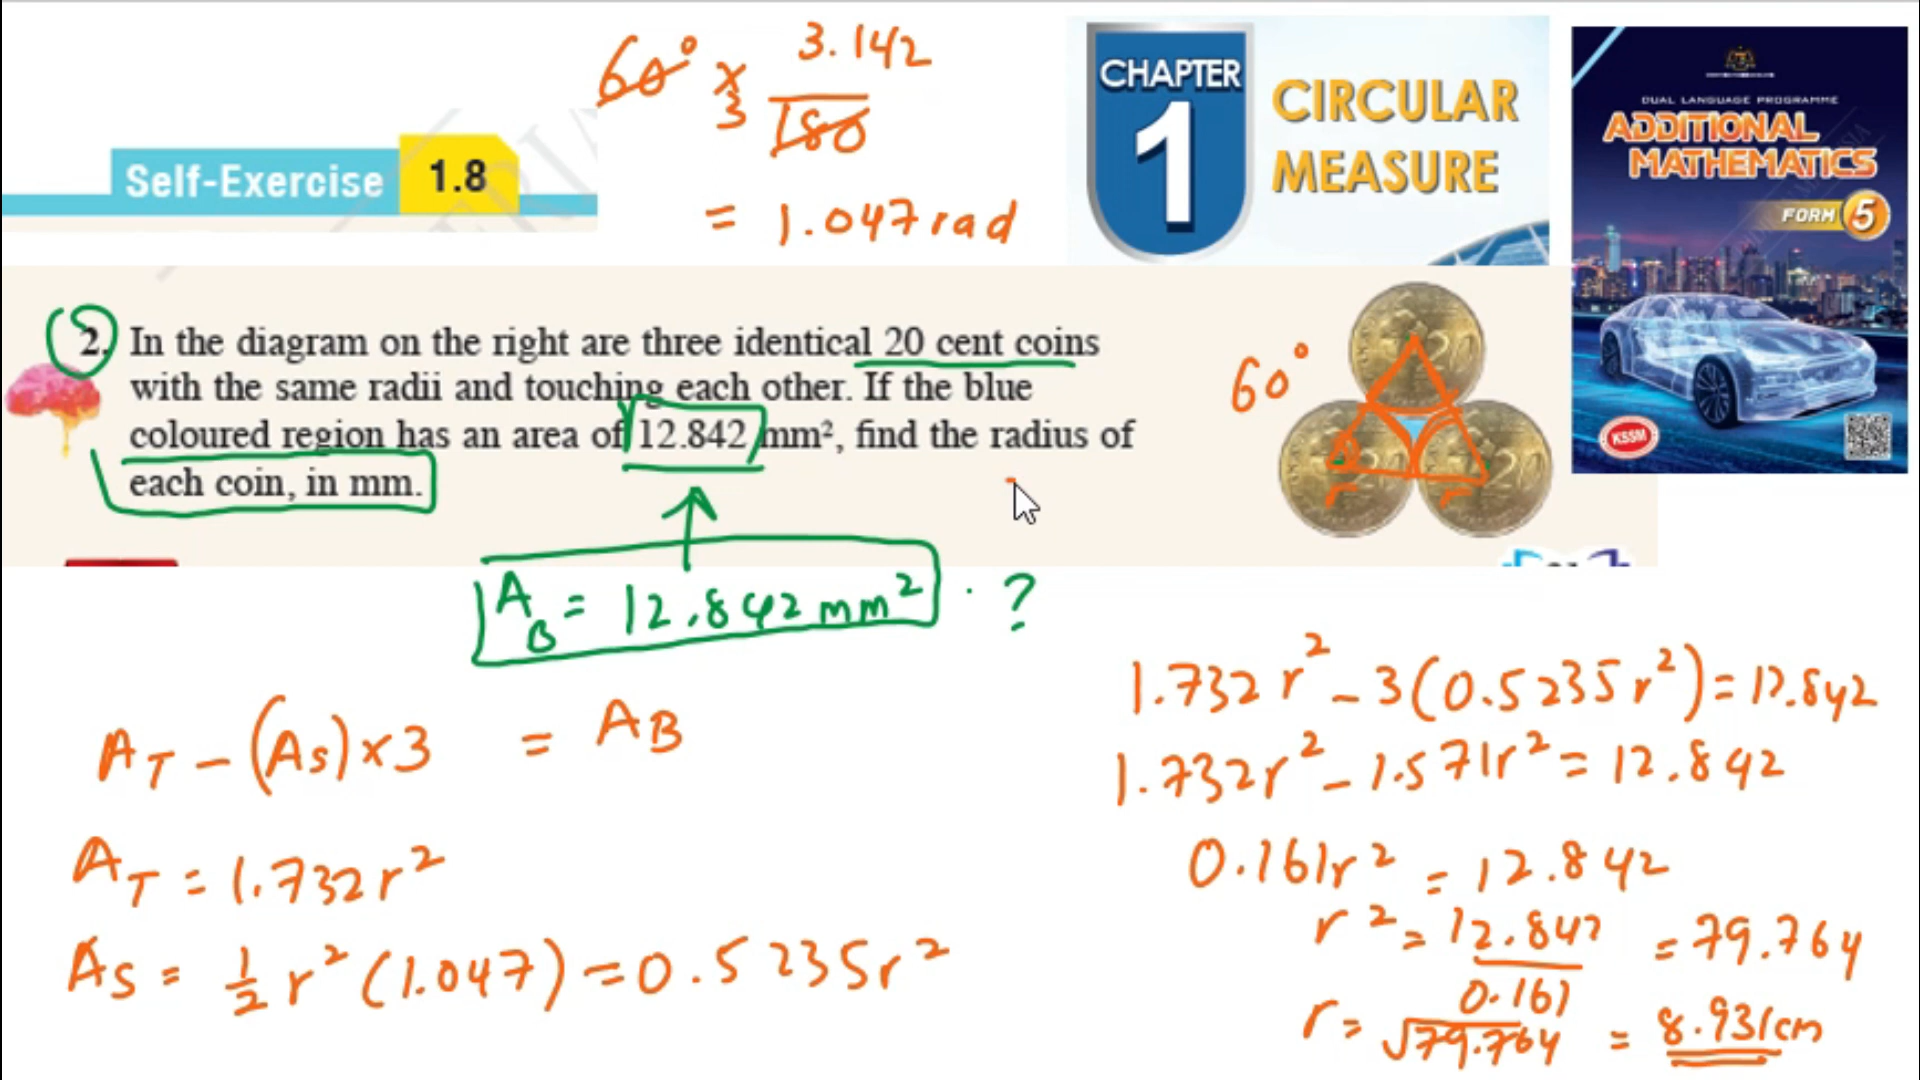 60° × 3.142
3 180
= 1.047 rad
CHAPTER
1
CIRCULAR
MEASURE
DUAL LANGUAGE PROGRAMME
ADDITIONAL
MATHEMATICS
FORM 5
KSSM
Self-Exercise 1.8
2. In the diagram on the right are three identical 20 cent coins
with the same radii and touching each other. If the blue
coloured region has an area of 12.842 mm², find the radius of
each coin, in mm.
60°
20
20
20
r r
A_B = 12.842 mm² . ?
A_T - (A_S) × 3 = A_B
A_T = 1.732r²
A_S = 1/2 r² (1.047) = 0.5235r²
1.732r² - 3(0.5235r²) = 12.842
1.732r² - 1.571r² = 12.842
0.161r² = 12.842
r² = 12.842/0.161 = 79.764
r = √79.764 = 8.931cm